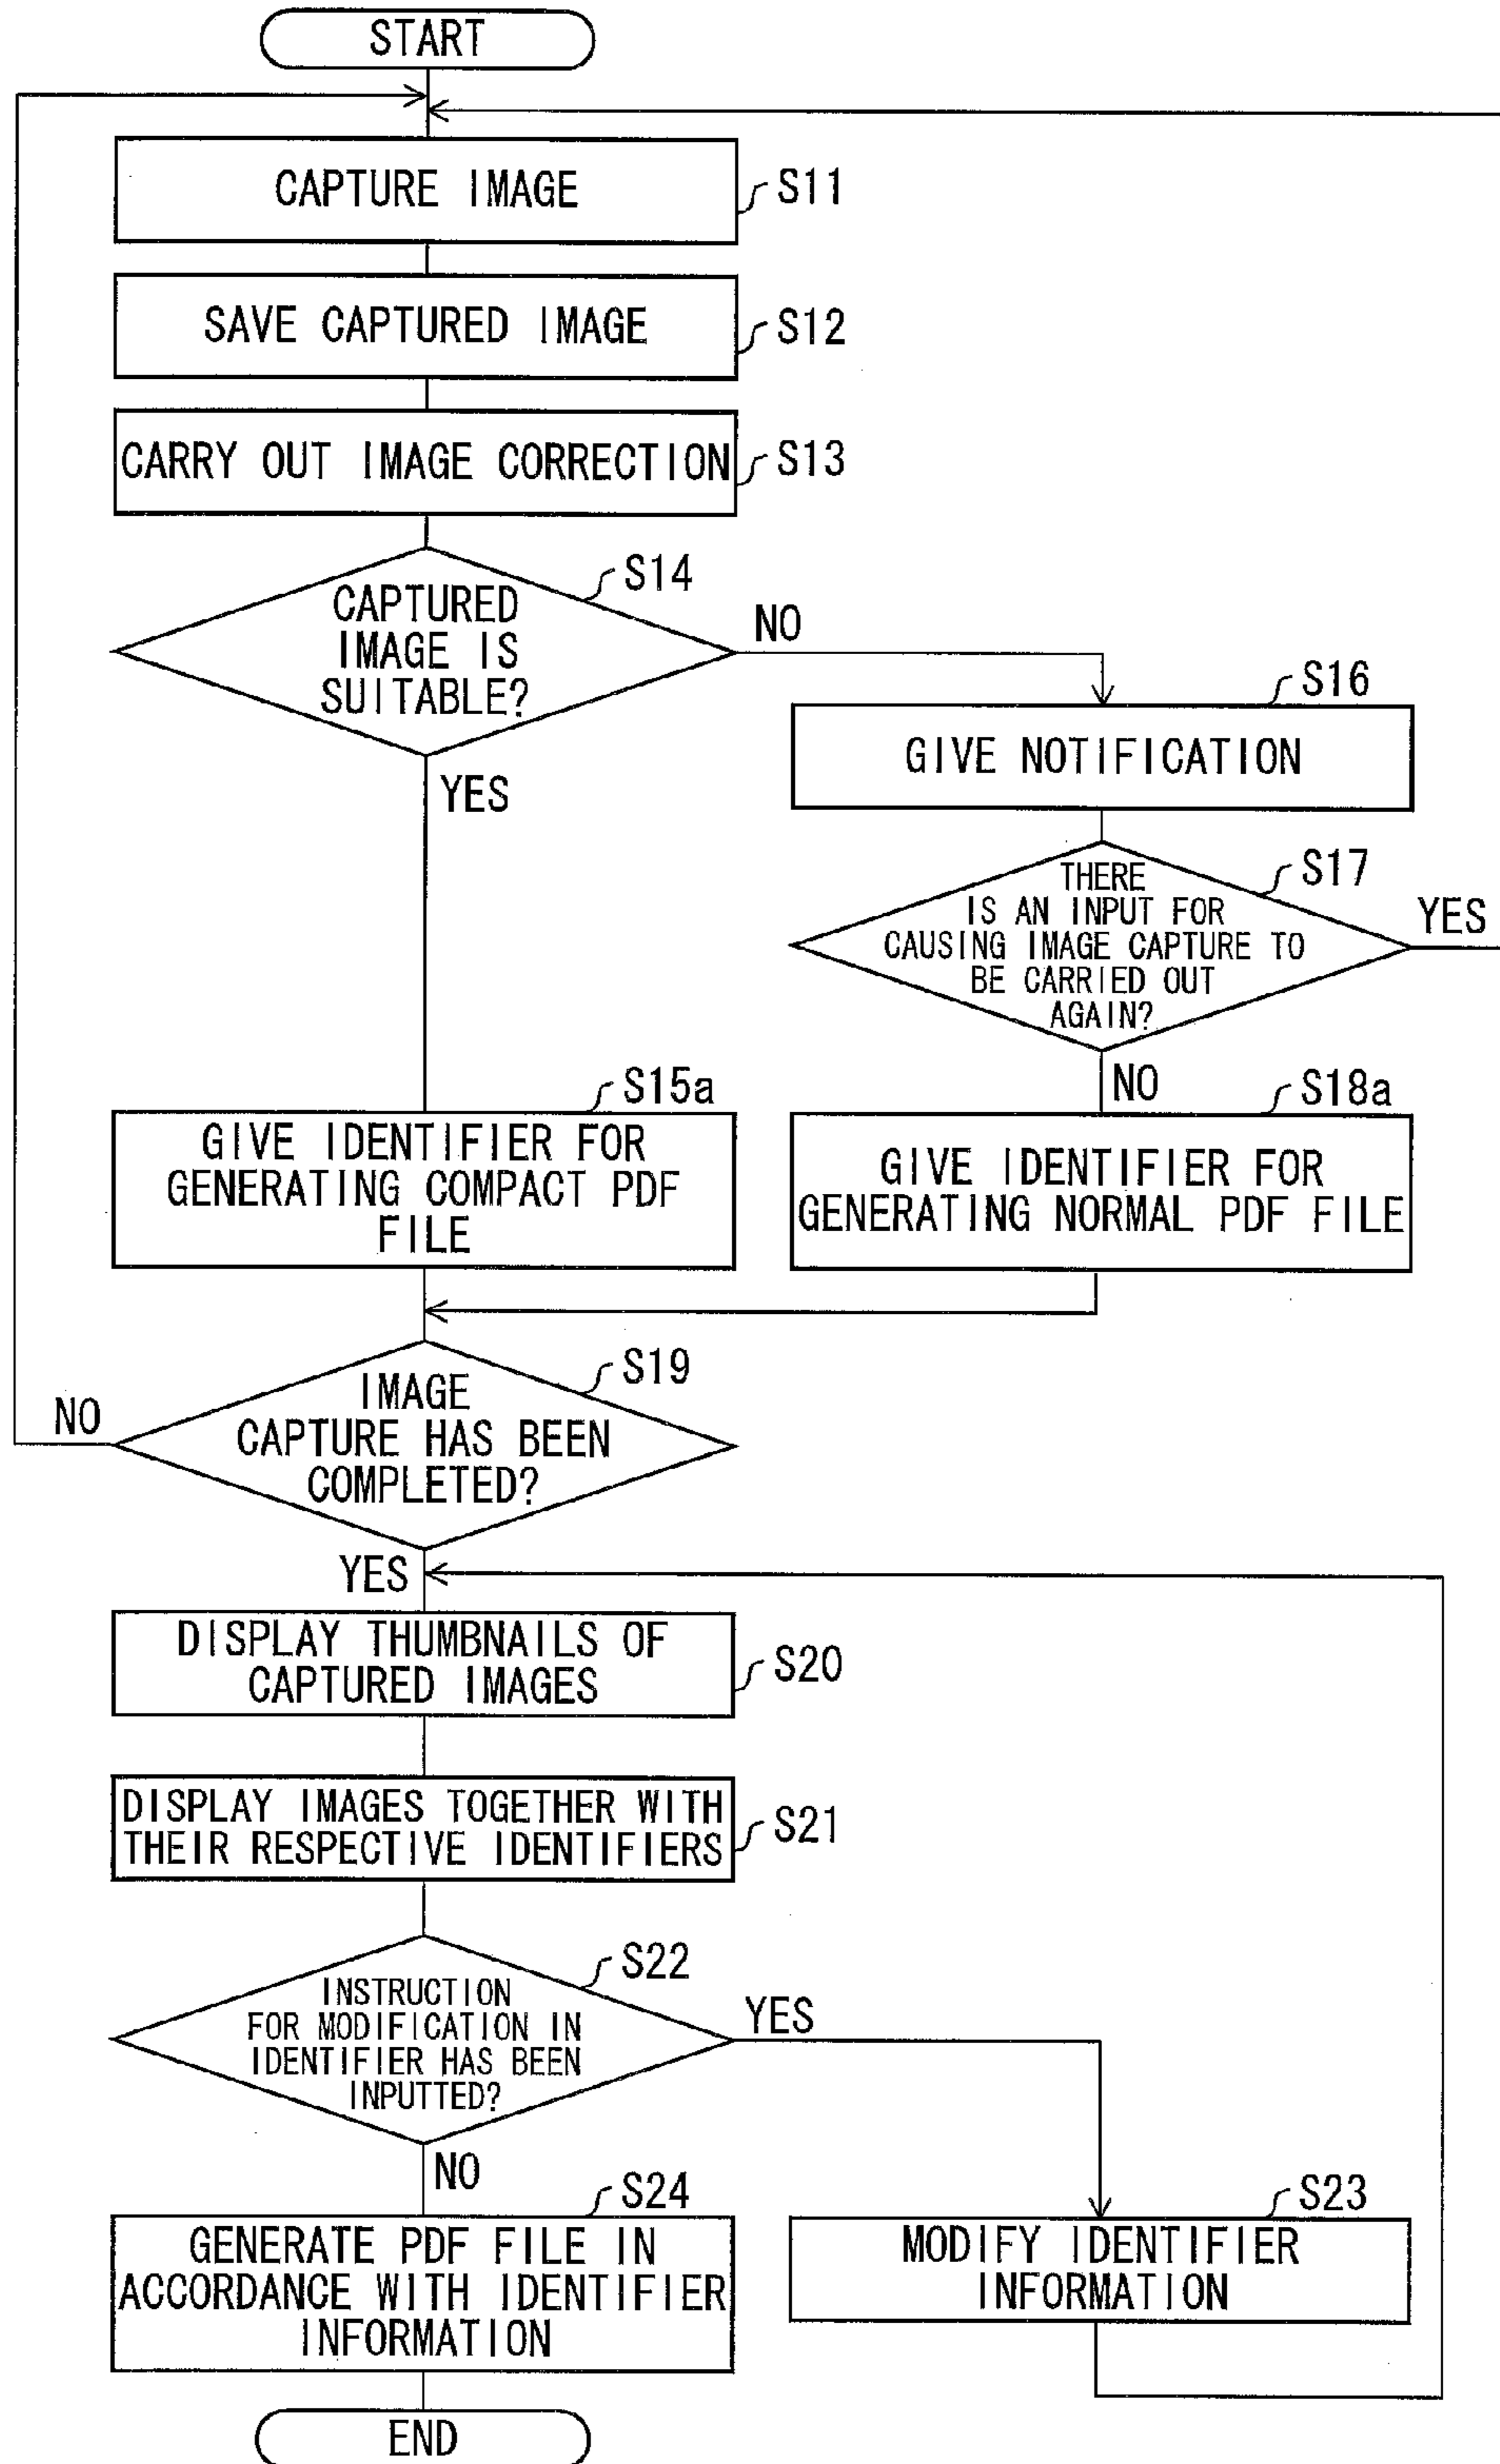 START
CAPTURE IMAGE
S11
SAVE CAPTURED IMAGE
S12
CARRY OUT IMAGE CORRECTION
S13
S14
CAPTURED
IMAGE IS
SUITABLE?
NO
YES
S16
GIVE NOTIFICATION
S17
THERE
IS AN INPUT FOR
CAUSING IMAGE CAPTURE TO
BE CARRIED OUT
AGAIN?
YES
NO
S15a
GIVE IDENTIFIER FOR
GENERATING COMPACT PDF
FILE
S18a
GIVE IDENTIFIER FOR
GENERATING NORMAL PDF FILE
S19
IMAGE
CAPTURE HAS BEEN
COMPLETED?
NO
YES
DISPLAY THUMBNAILS OF
CAPTURED IMAGES
S20
DISPLAY IMAGES TOGETHER WITH
THEIR RESPECTIVE IDENTIFIERS
S21
S22
INSTRUCTION
FOR MODIFICATION IN
IDENTIFIER HAS BEEN
INPUTTED?
YES
NO
S24
GENERATE PDF FILE IN
ACCORDANCE WITH IDENTIFIER
INFORMATION
S23
MODIFY IDENTIFIER
INFORMATION
END